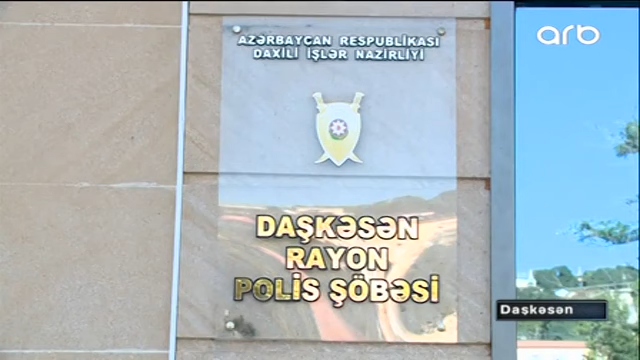 arb
AZƏRBAYCAN RESPUBLİKASI
DAXİLİ İŞLƏR NAZİRLİYİ
DAŞKƏSƏN
RAYON
POLİS ŞÖBƏSİ
Daşkəsən